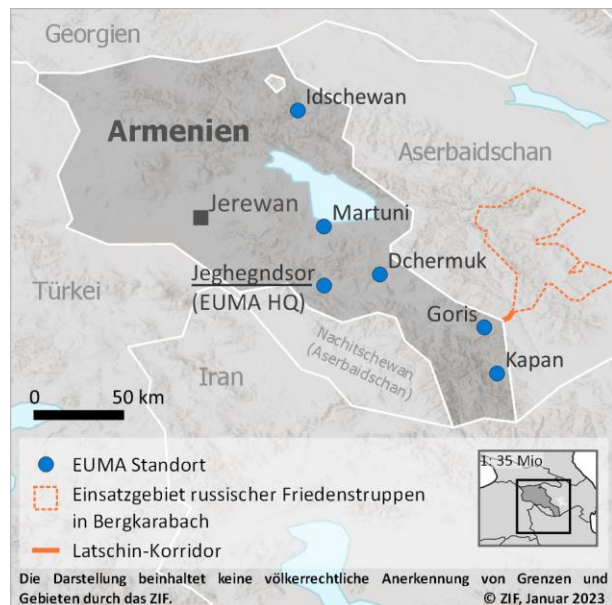 Georgien
Idschewan
Armenien
Aserbaidschan
Jerewan
Martuni
Dchermuk
Jeghegndsor
(EUMA HQ)
Türkei
Goris
Nachitschewan
(Aserbaidschan)
Kapan
Iran
0 50 km
EUMA Standort
1: 35 Mio
Einsatzgebiet russischer Friedenstruppen
in Bergkarabach
Latschin-Korridor
Die Darstellung beinhaltet keine völkerrechtliche Anerkennung von Grenzen und
Gebieten durch das ZIF. © ZIF, Januar 2023